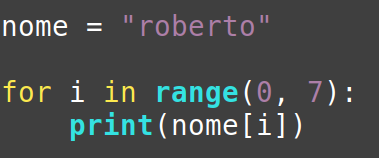 nome = "roberto"
for i in range(0, 7):
    print(nome[i])